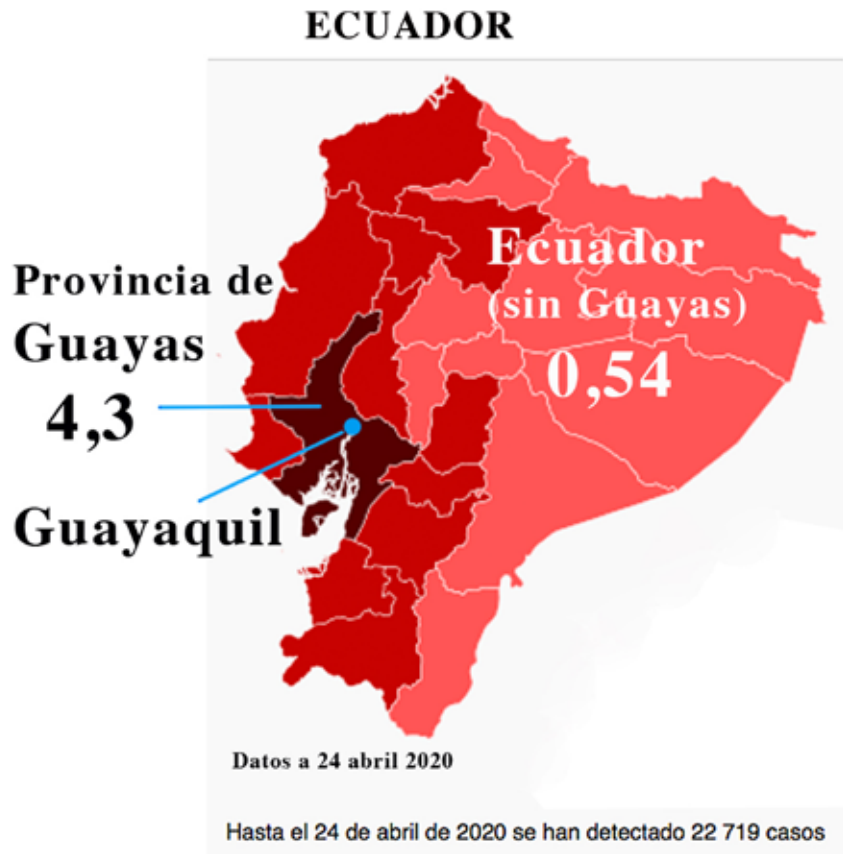 ECUADOR
Provincia de
Guayas
4,3
Guayaquil
Ecuador
(sin Guayas)
0,54
Datos a 24 abril 2020
Hasta el 24 de abril de 2020 se han detectado 22 719 casos